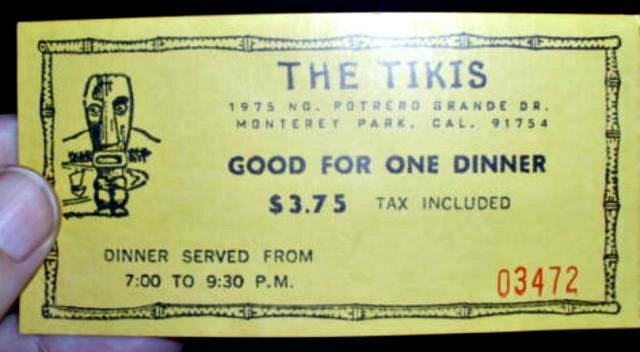 THE TIKIS
1975 NO. POTRERO GRANDE DR.
MONTEREY PARK, CAL. 91754
GOOD FOR ONE DINNER
$3.75 TAX INCLUDED
DINNER SERVED FROM
7:00 TO 9:30 P.M.
03472